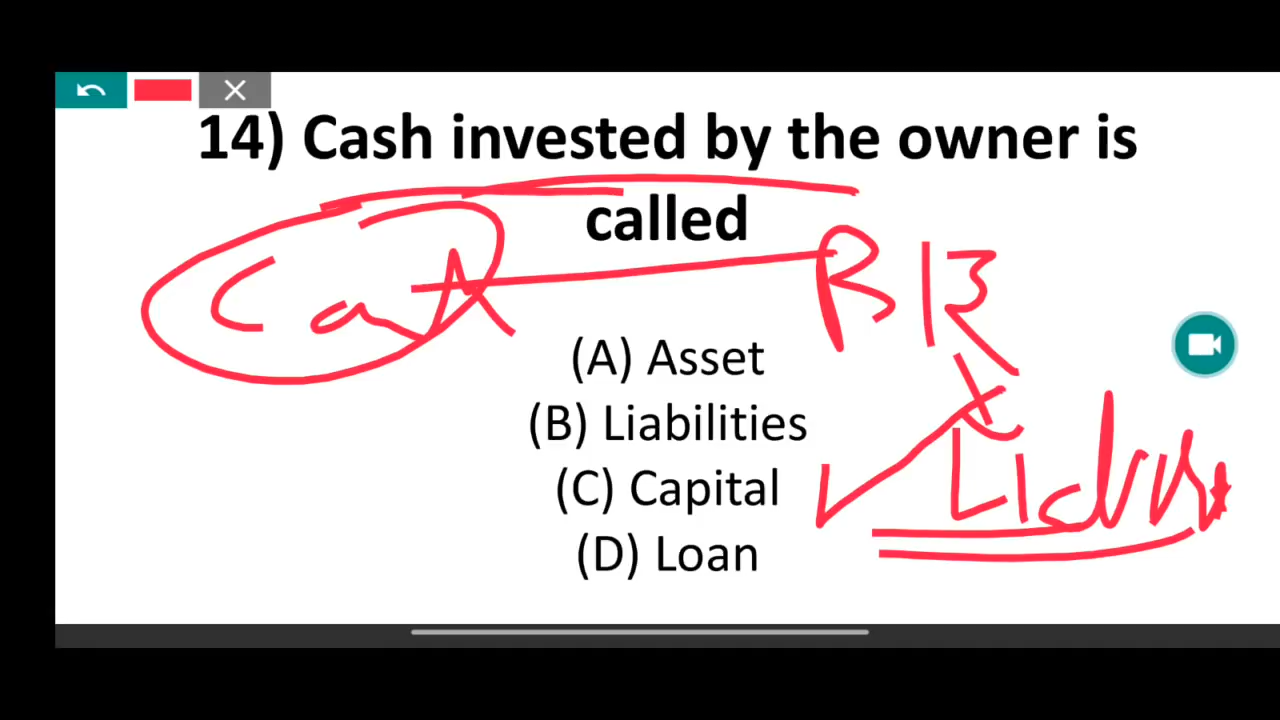 14) Cash invested by the owner is
called
(A) Asset
(B) Liabilities
(C) Capital
(D) Loan